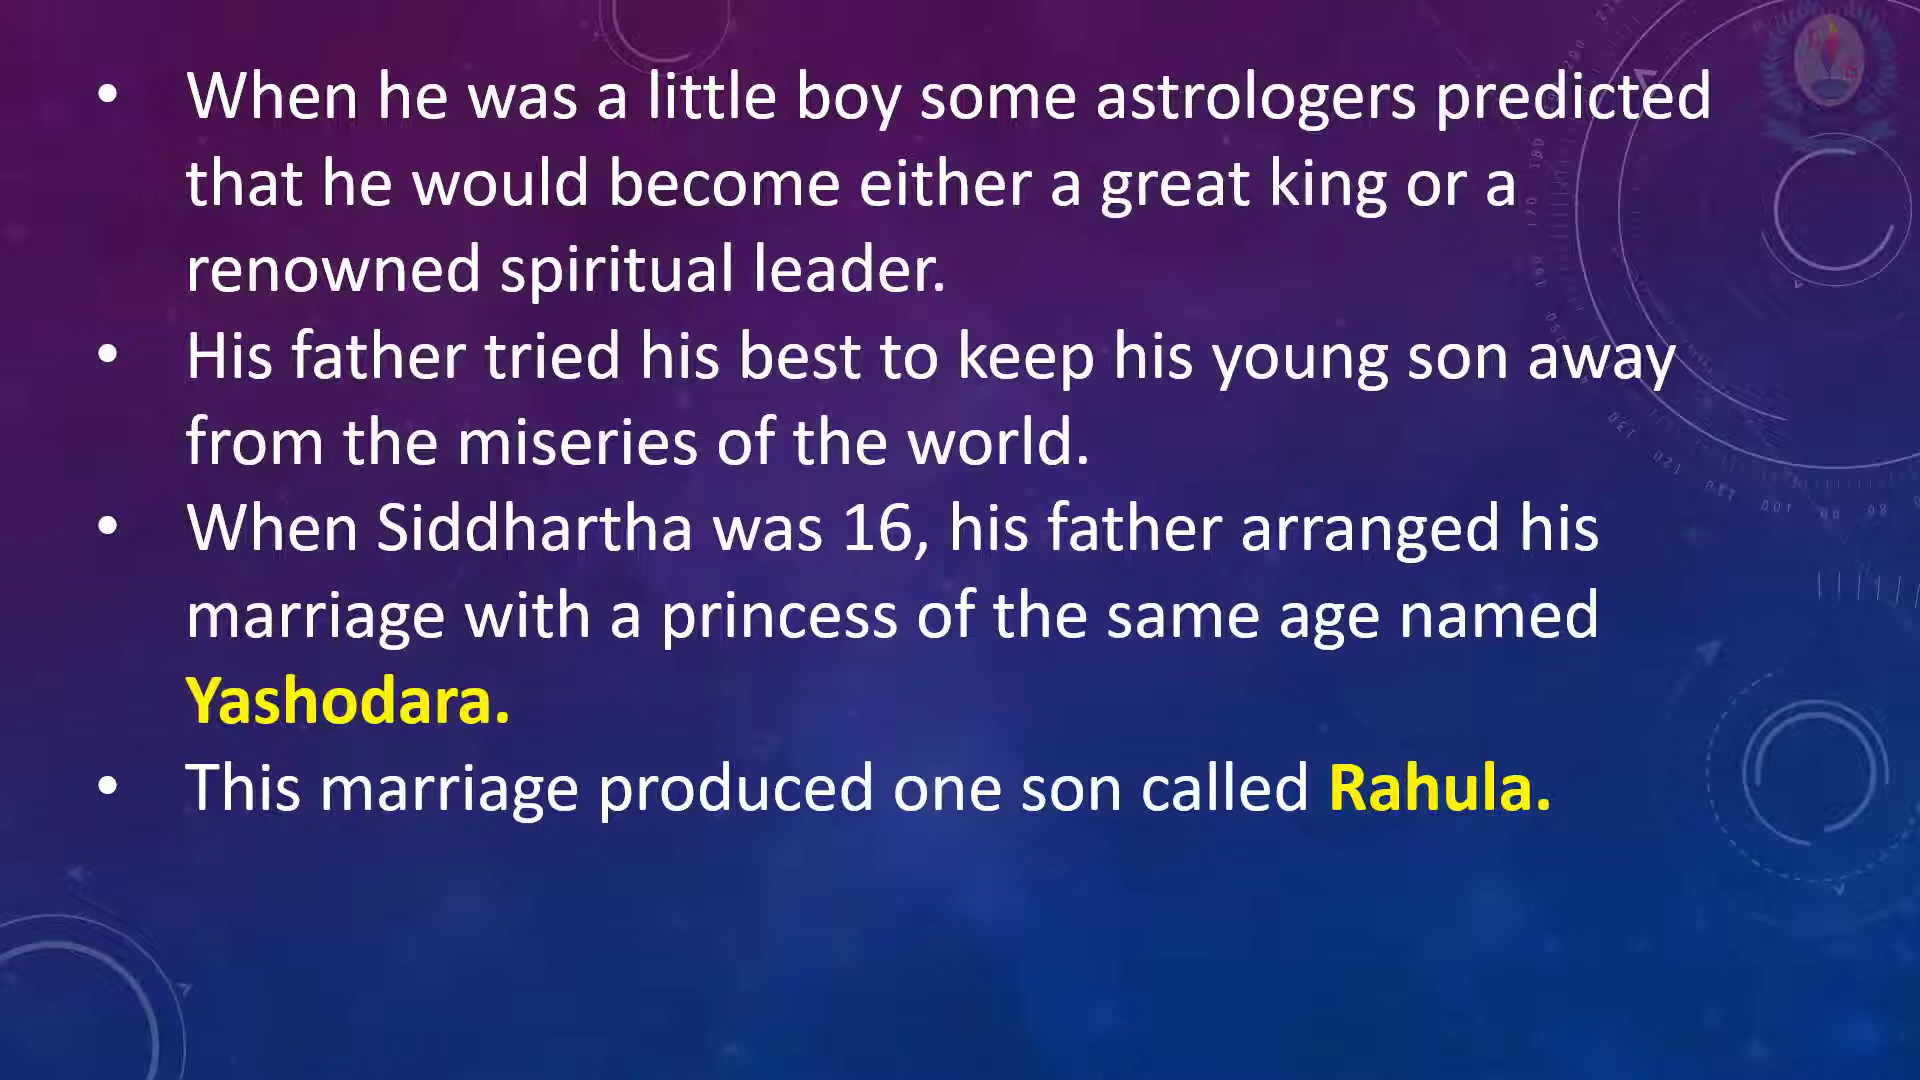 • When he was a little boy some astrologers predicted
that he would become either a great king or a
renowned spiritual leader.
• His father tried his best to keep his young son away
from the miseries of the world.
• When Siddhartha was 16, his father arranged his
marriage with a princess of the same age named
Yashodara.
• This marriage produced one son called Rahula.